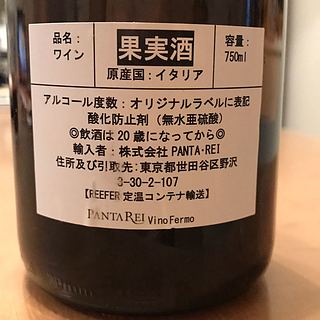 品名：
ワイン
果実酒
原産国：イタリア
容量：
750ml
アルコール度数：オリジナルラベルに表記
酸化防止剤（無水亜硫酸）
◎飲酒は20歳になってから◎
輸入者：株式会社 PANTA・REI
住所及び引取先：東京都世田谷区野沢
3-30-2-107
【REEFER 定温コンテナ輸送】
PANTA REI VinoFermo